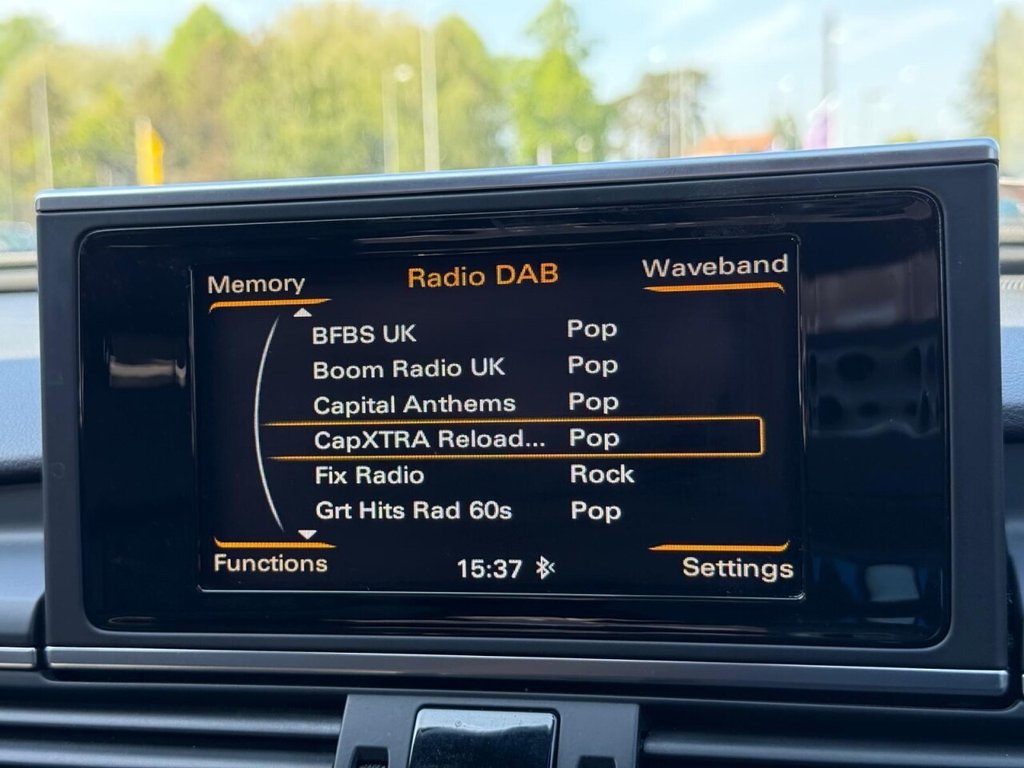 Memory Radio DAB Waveband
BFBS UK Pop
Boom Radio UK Pop
Capital Anthems Pop
CapXTRA Reload... Pop
Fix Radio Rock
Grt Hits Rad 60s Pop
Functions 15:37 Settings